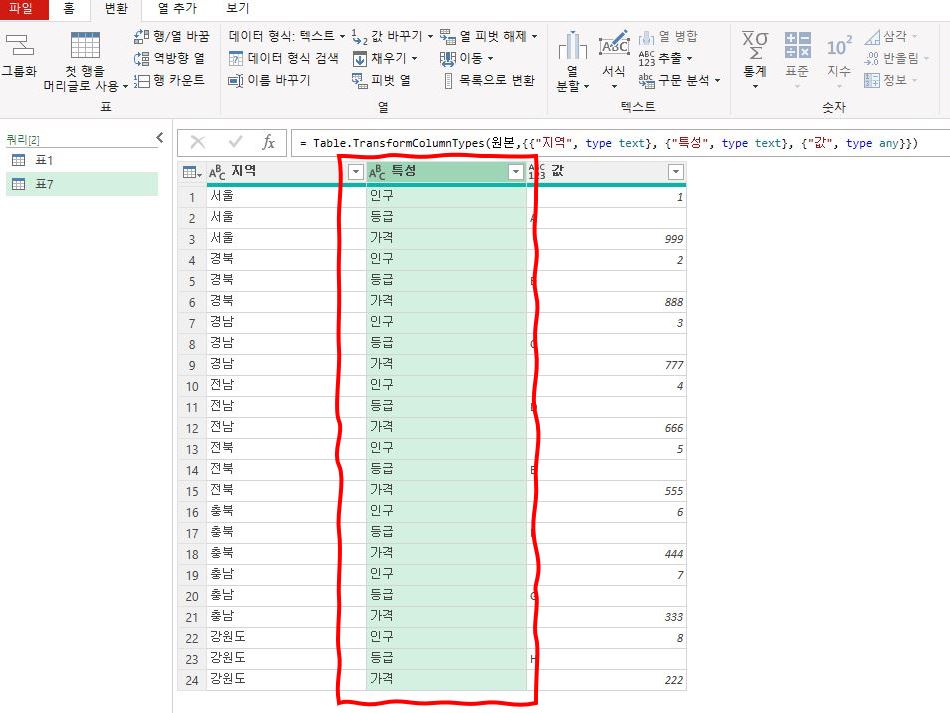 파일 홈 변환 열 추가 보기
행/열 바꿈 데이터 형식: 텍스트 값 바꾸기 열 피벗 해제 열 병합 삼각
역방향 열 데이터 형식 검색 채우기 이동 추출 반올림
그룹화 첫 행을 머리글로 사용 행 카운트 이름 바꾸기 피벗 열 목록으로 변환 열 분할 서식 구문 분석 통계 표준 지수 정보
표 열 텍스트 숫자
쿼리[2]
표1
표7
fx = Table.TransformColumnTypes(원본,{{"지역", type text}, {"특성", type text}, {"값", type any}})
지역 특성 값
1 서울 인구 1
2 서울 등급
3 서울 가격 999
4 경북 인구 2
5 경북 등급
6 경북 가격 888
7 경남 인구 3
8 경남 등급
9 경남 가격 777
10 전남 인구 4
11 전남 등급
12 전남 가격 666
13 전북 인구 5
14 전북 등급
15 전북 가격 555
16 충북 인구 6
17 충북 등급
18 충북 가격 444
19 충남 인구 7
20 충남 등급
21 충남 가격 333
22 강원도 인구 8
23 강원도 등급 H
24 강원도 가격 222